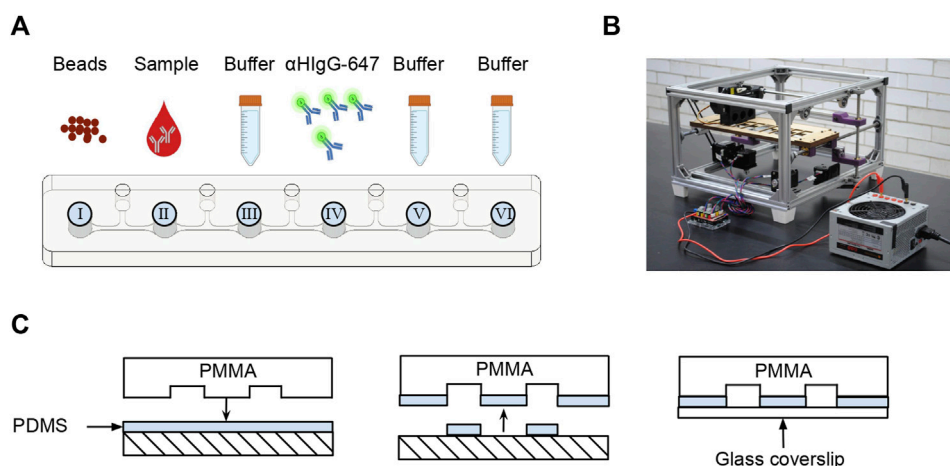 A
B
Beads Sample Buffer αHIgG-647 Buffer Buffer
I II III IV V VI
C
PMMA PMMA PMMA
PDMS
Glass coverslip